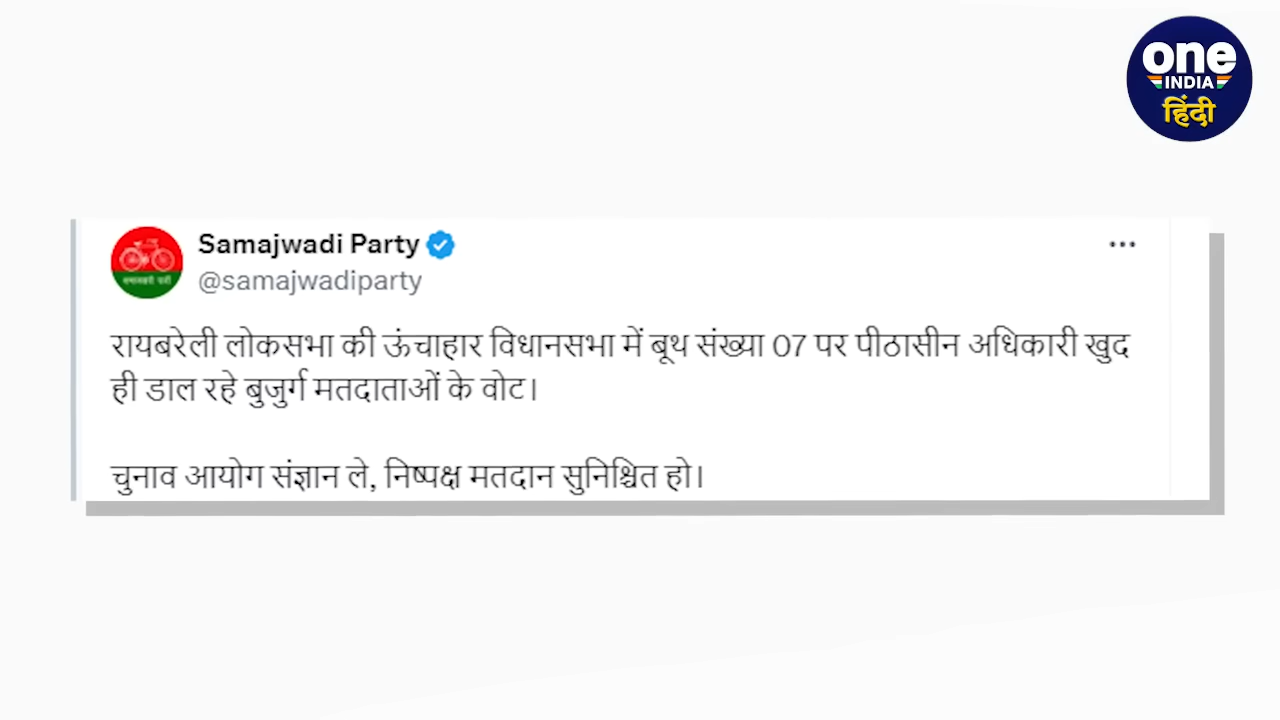 one
INDIA
हिंदी
Samajwadi Party
@samajwadiparty
रायबरेली लोकसभा की ऊंचाहार विधानसभा में बूथ संख्या 07 पर पीठासीन अधिकारी खुद
ही डाल रहे बुजुर्ग मतदाताओं के वोट।
चुनाव आयोग संज्ञान ले, निष्पक्ष मतदान सुनिश्चित हो।